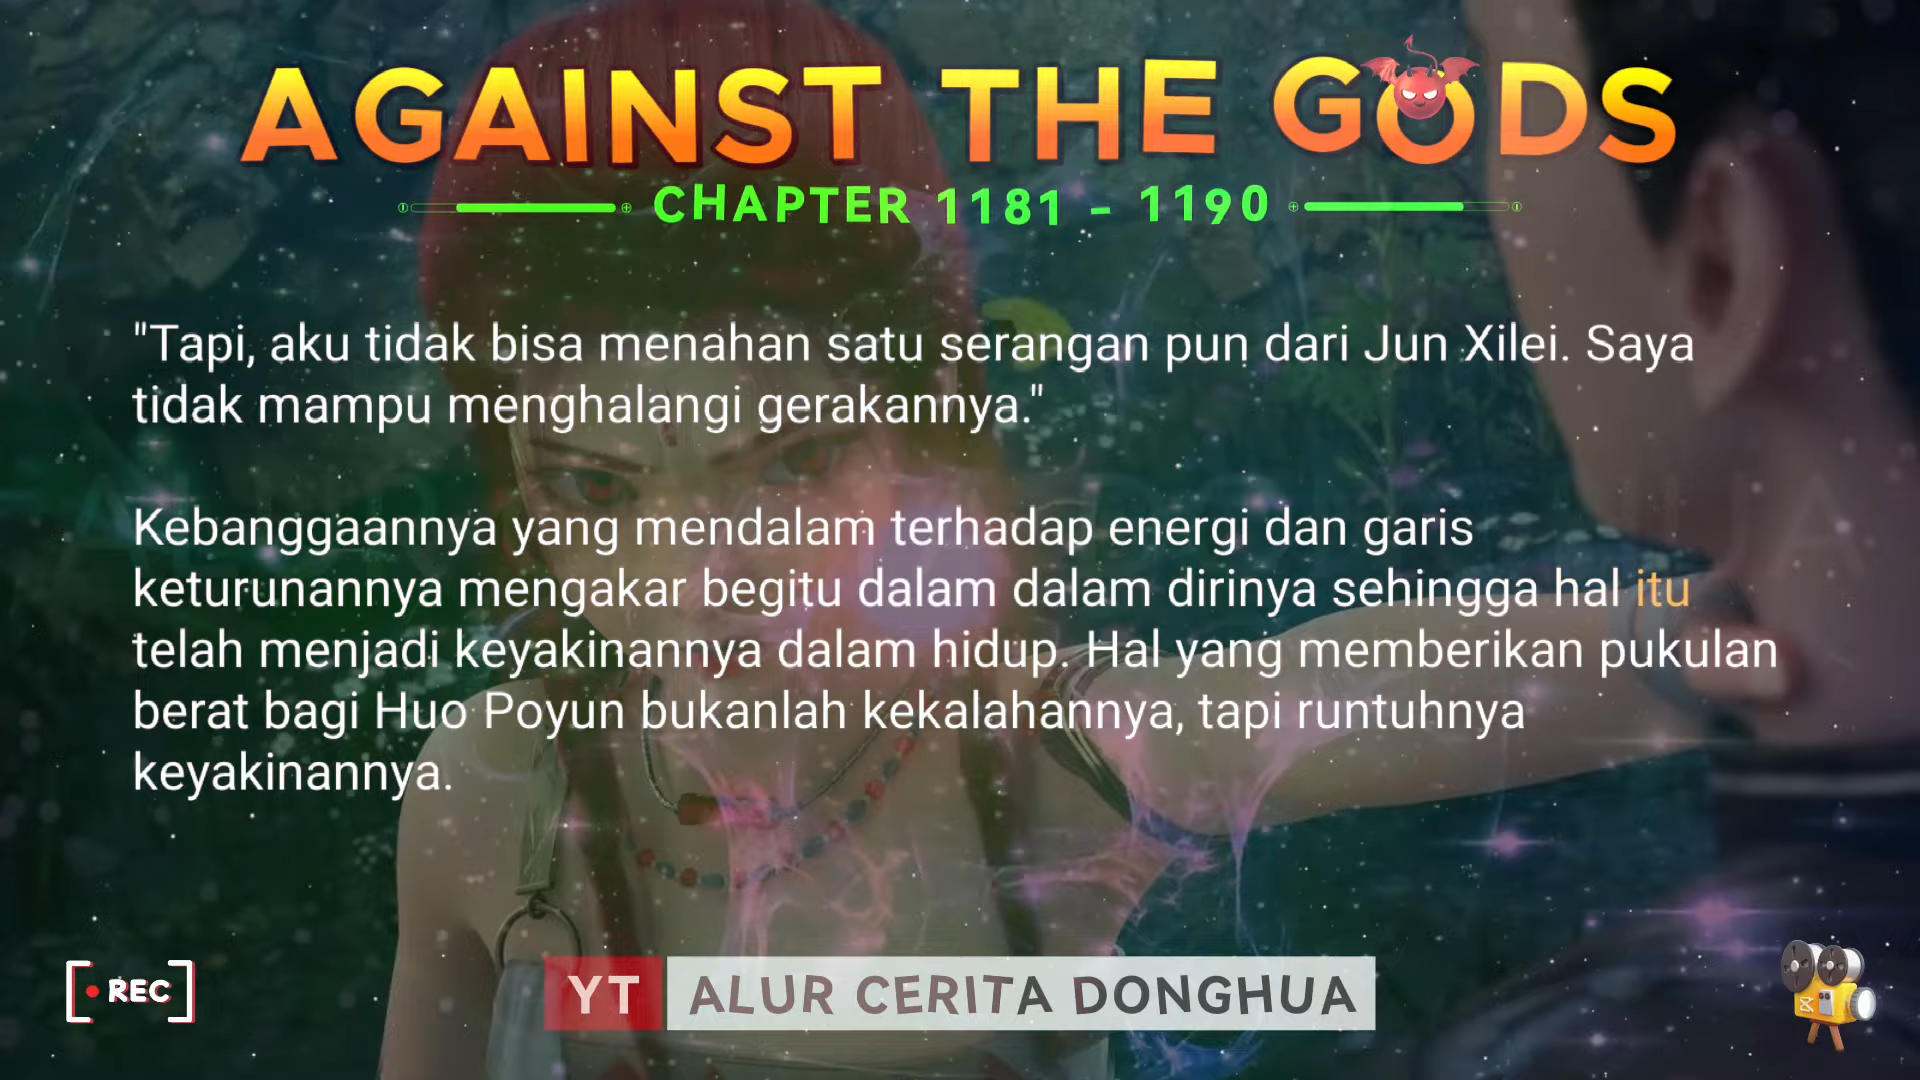 AGAINST THE GODS
CHAPTER 1181 - 1190
"Tapi, aku tidak bisa menahan satu serangan pun dari Jun Xilei. Saya
tidak mampu menghalangi gerakannya."
Kebanggaannya yang mendalam terhadap energi dan garis
keturunannya mengakar begitu dalam dalam dirinya sehingga hal itu
telah menjadi keyakinannya dalam hidup. Hal yang memberikan pukulan
berat bagi Huo Poyun bukanlah kekalahannya, tapi runtuhnya
keyakinannya.
REC
YT ALUR CERITA DONGHUA